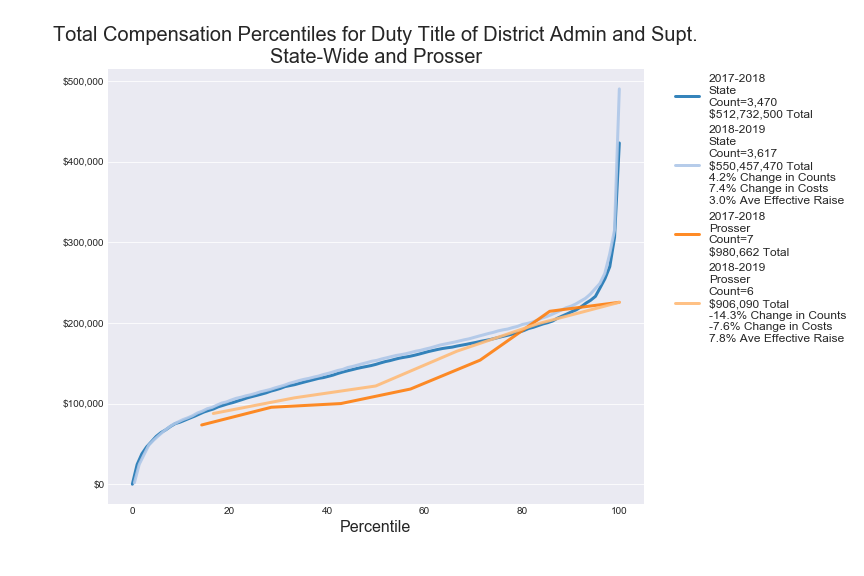 Total Compensation Percentiles for Duty Title of District Admin and Supt.
State-Wide and Prosser
$500,000
$400,000
$300,000
$200,000
$100,000
$0
0
20
40
60
80
100
Percentile
2017-2018
State
Count=3,470
$512,732,500 Total
2018-2019
State
Count=3,617
$550,457,470 Total
4.2% Change in Counts
7.4% Change in Costs
3.0% Ave Effective Raise
2017-2018
Prosser
Count=7
$980,662 Total
2018-2019
Prosser
Count=6
$906,090 Total
-14.3% Change in Counts
-7.6% Change in Costs
7.8% Ave Effective Raise